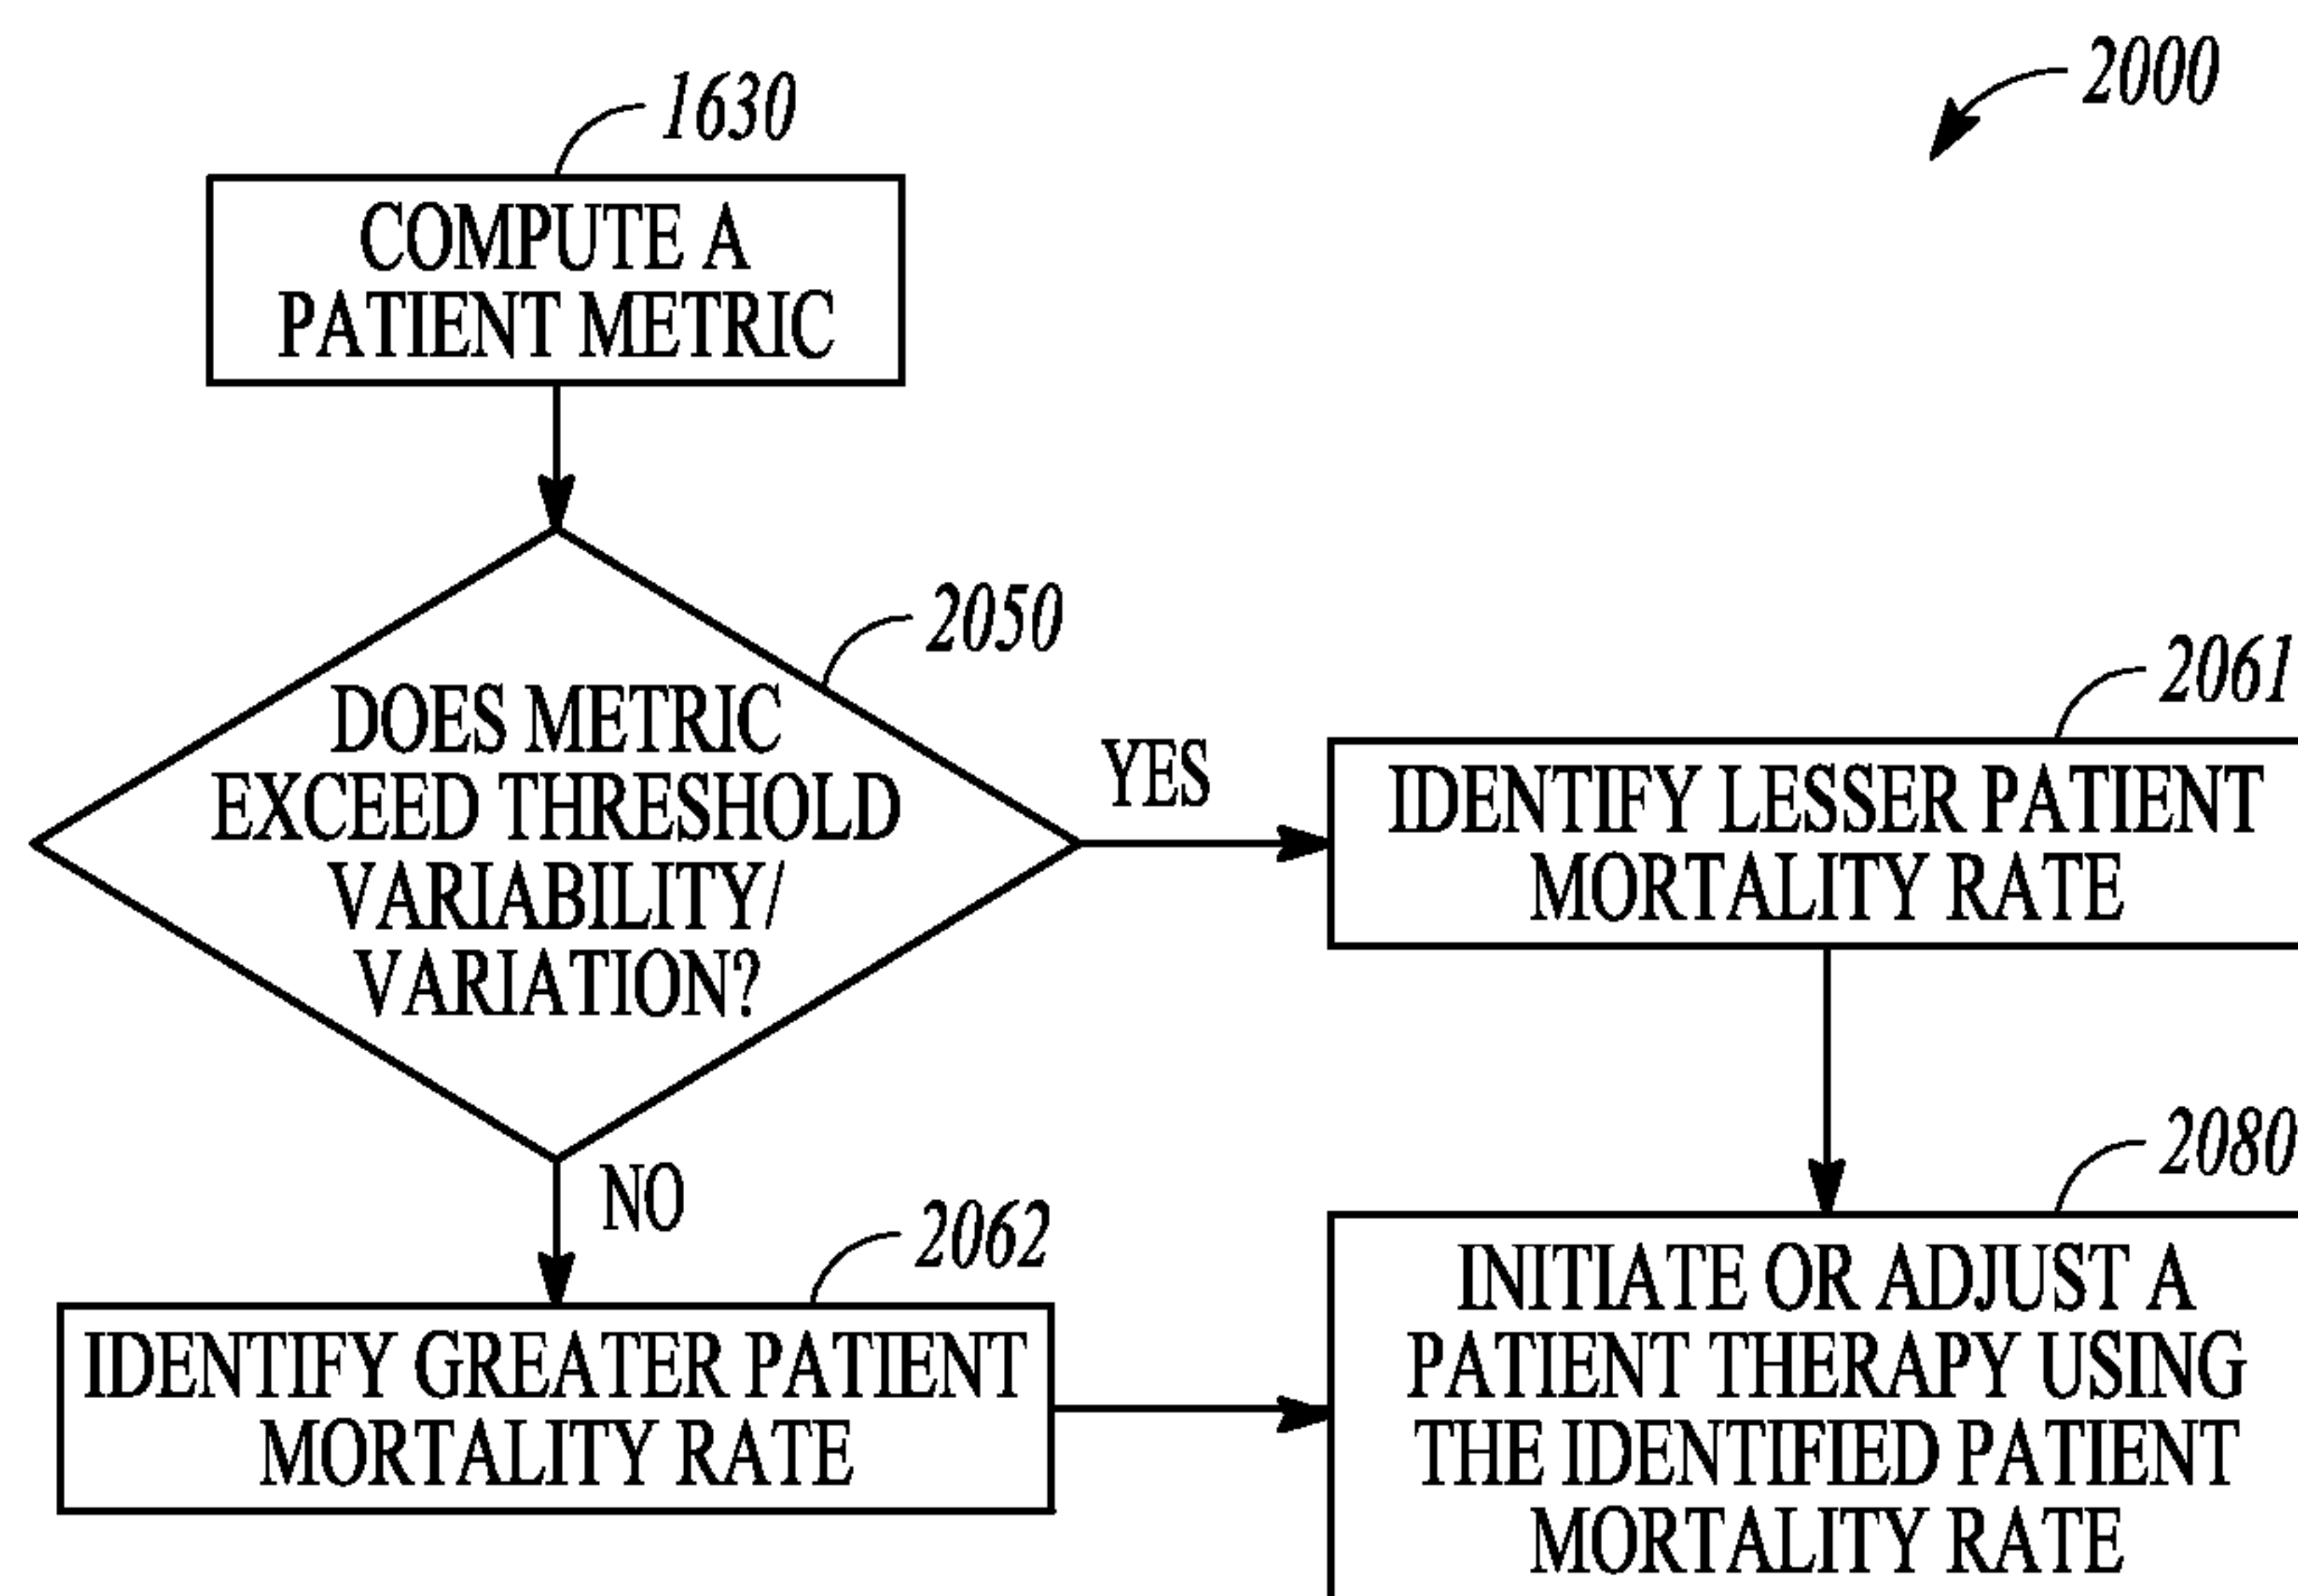 2000
1630
COMPUTE A
PATIENT METRIC
2050
DOES METRIC
EXCEED THRESHOLD
VARIABILITY/
VARIATION?
YES
2061
IDENTIFY LESSER PATIENT
MORTALITY RATE
NO
2062
IDENTIFY GREATER PATIENT
MORTALITY RATE
2080
INITIATE OR ADJUST A
PATIENT THERAPY USING
THE IDENTIFIED PATIENT
MORTALITY RATE